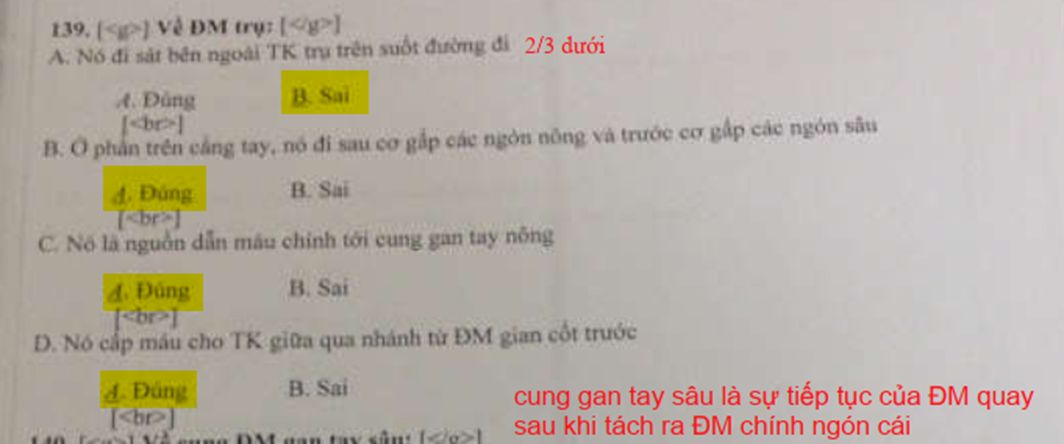 139. [<g>] Về ĐM trụ: [</g>]
A. Nó đi sát bên ngoài TK trụ trên suốt đường đi 2/3 dưới
A. Đúng B. Sai
[<br>]
B. Ở phần trên cẳng tay, nó đi sau cơ gấp các ngón nông và trước cơ gấp các ngón sâu
A. Đúng B. Sai
[<br>]
C. Nó là nguồn dẫn máu chính tới cung gan tay nông
A. Đúng B. Sai
[<br>]
D. Nó cấp máu cho TK giữa qua nhánh từ ĐM gian cốt trước
A. Đúng B. Sai
[<br>]
cung gan tay sâu là sự tiếp tục của ĐM quay
sau khi tách ra ĐM chính ngón cái
140. [<g>] Về cung ĐM gan tay sâu: [</g>]